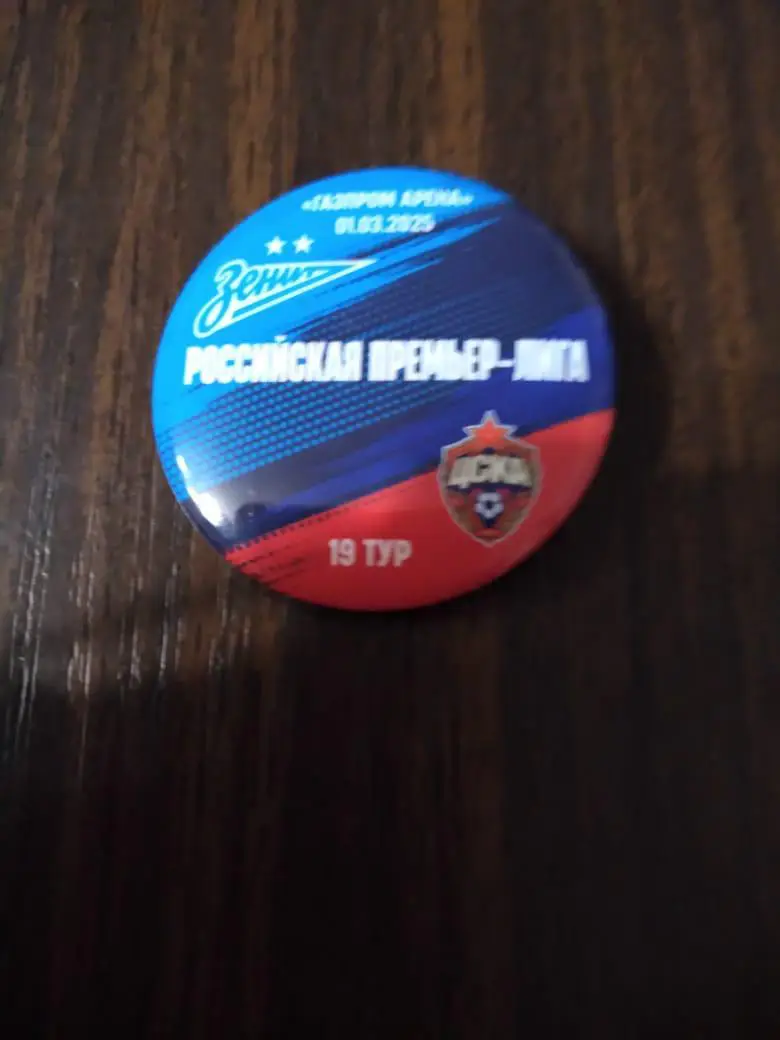 «ГАЗПРОМ АРЕНА»
01.03.2025
Зенит
РОССИЙСКАЯ ПРЕМЬЕР-ЛИГА
ЦСКА
19 ТУР